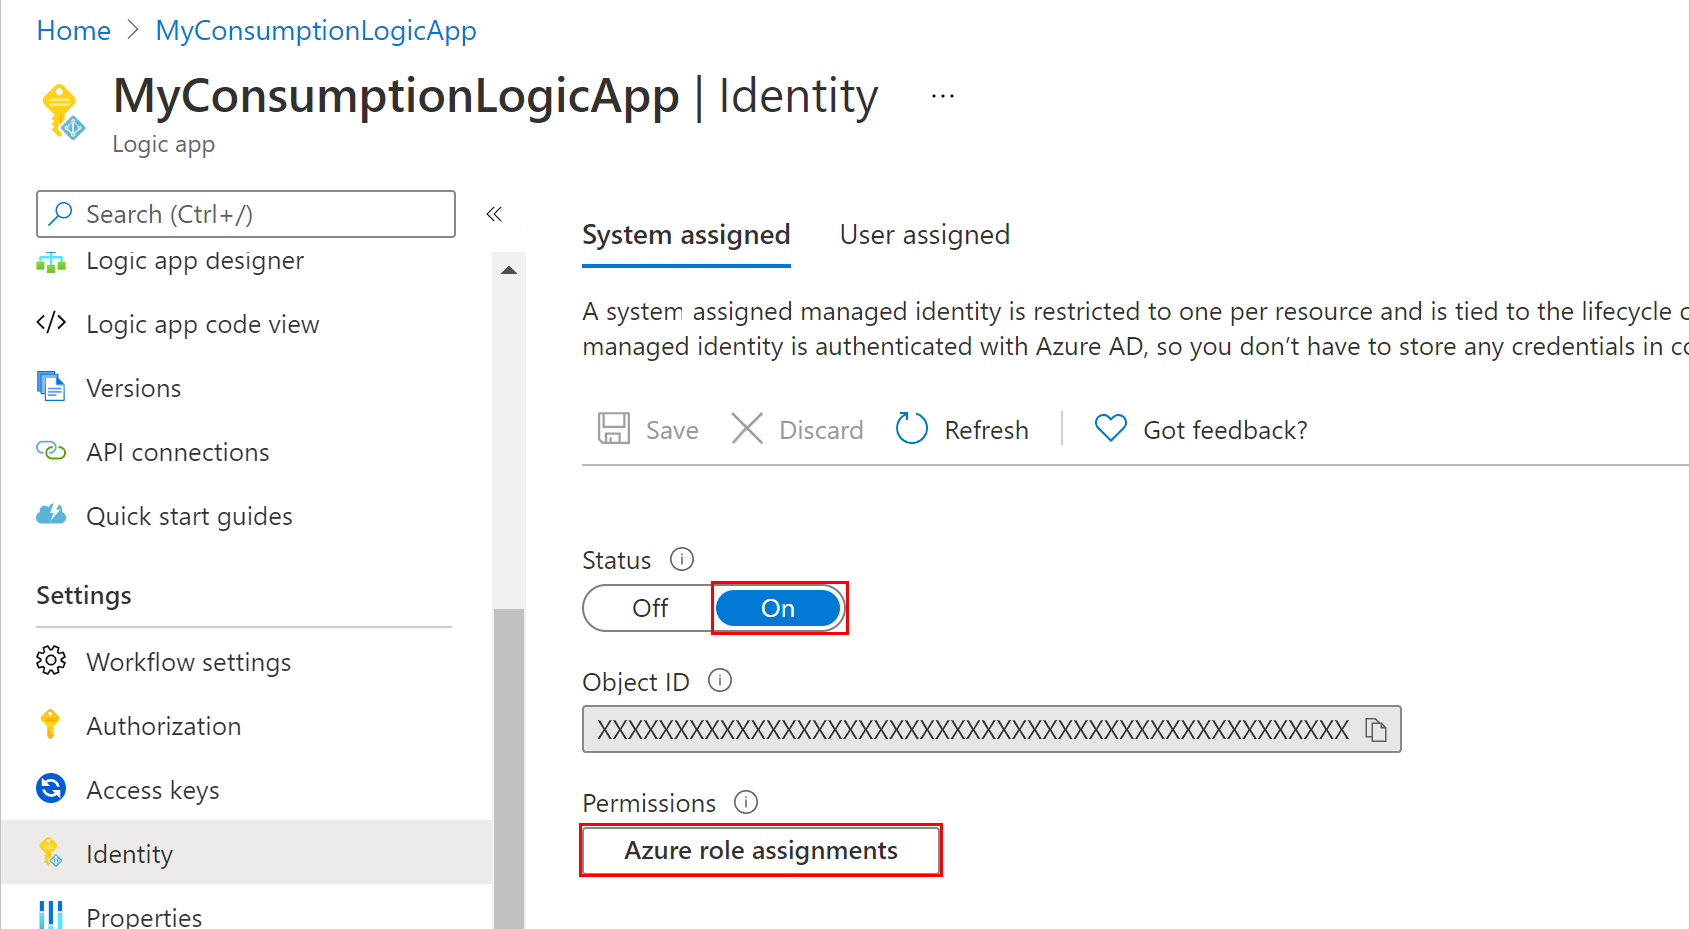 Home > MyConsumptionLogicApp
MyConsumptionLogicApp | Identity ...
Logic app
Search (Ctrl+/)
«
Logic app designer
Logic app code view
Versions
API connections
Quick start guides
Settings
Workflow settings
Authorization
Access keys
Identity
Properties
System assigned User assigned
A system assigned managed identity is restricted to one per resource and is tied to the lifecycle
managed identity is authenticated with Azure AD, so you don’t have to store any credentials in
Save Discard Refresh Got feedback?
Status
Off On
Object ID
Permissions
Azure role assignments